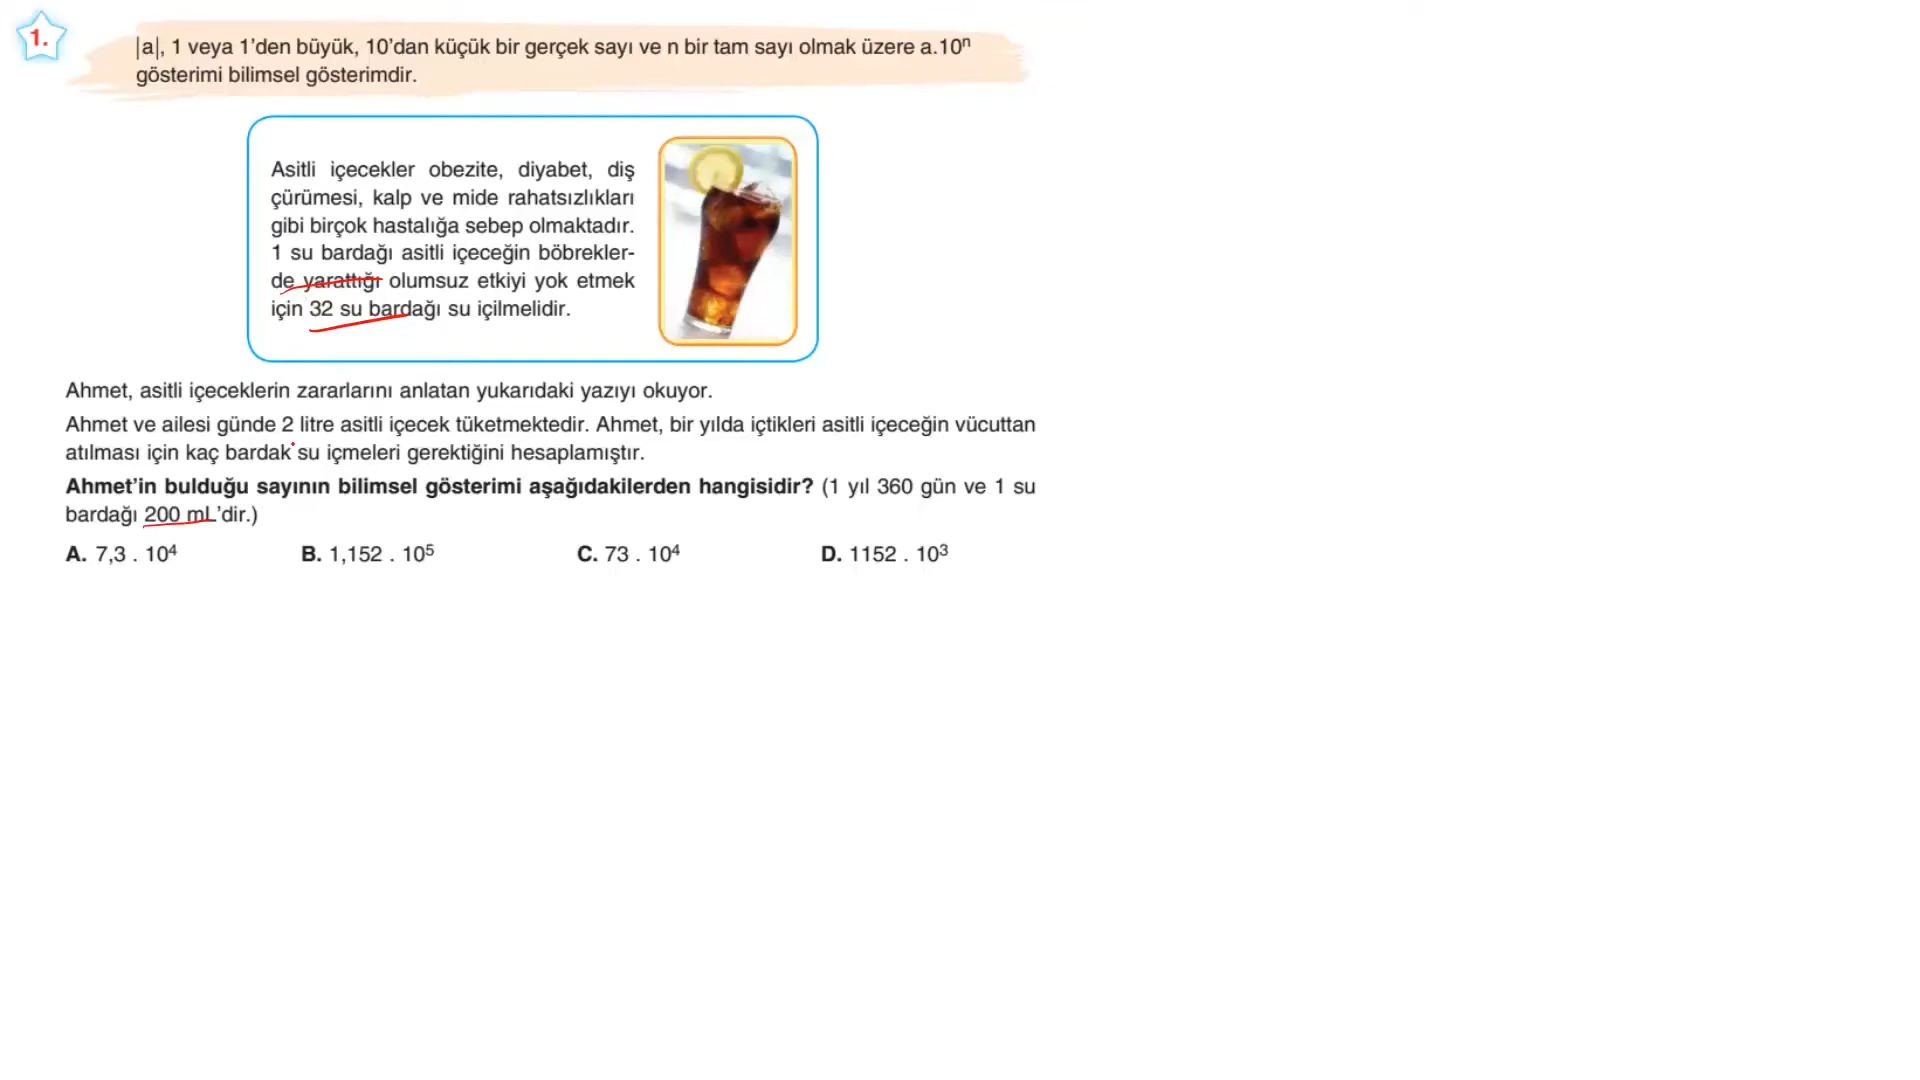 1.
|a|, 1 veya 1’den büyük, 10’dan küçük bir gerçek sayı ve n bir tam sayı olmak üzere a.10ⁿ
gösterimi bilimsel gösterimdir.
Asitli içecekler obezite, diyabet, diş
çürümesi, kalp ve mide rahatsızlıkları
gibi birçok hastalığa sebep olmaktadır.
1 su bardağı asitli içeceğin böbrekler-
de yarattığı olumsuz etkiyi yok etmek
için 32 su bardağı su içilmelidir.
Ahmet, asitli içeceklerin zararlarını anlatan yukarıdaki yazıyı okuyor.
Ahmet ve ailesi günde 2 litre asitli içecek tüketmektedir. Ahmet, bir yılda içtikleri asitli içeceğin vücuttan
atılması için kaç bardak su içmeleri gerektiğini hesaplamıştır.
Ahmet’in bulduğu sayının bilimsel gösterimi aşağıdakilerden hangisidir? (1 yıl 360 gün ve 1 su
bardağı 200 mL’dir.)
A. 7,3 . 10⁴ B. 1,152 . 10⁵ C. 73 . 10⁴ D. 1152 . 10³